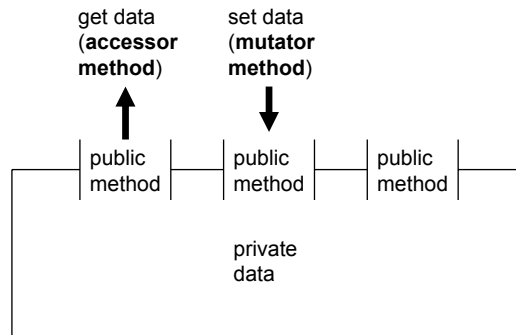 get data
(accessor
method)
set data
(mutator
method)
public
method
public
method
public
method
private
data